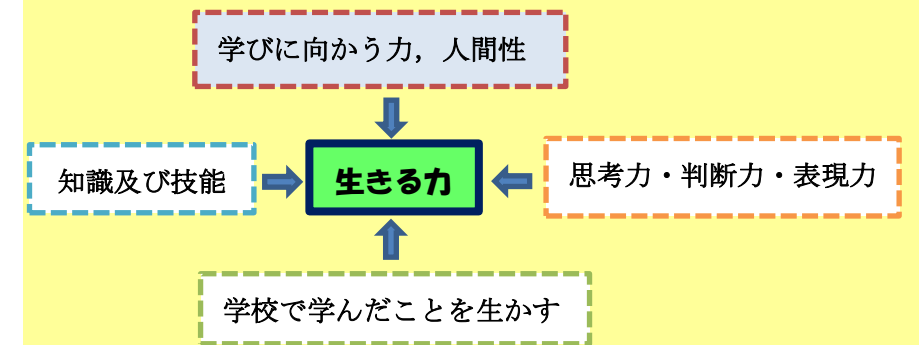 学びに向かう力，人間性
知識及び技能
生きる力
思考力・判断力・表現力
学校で学んだことを生かす